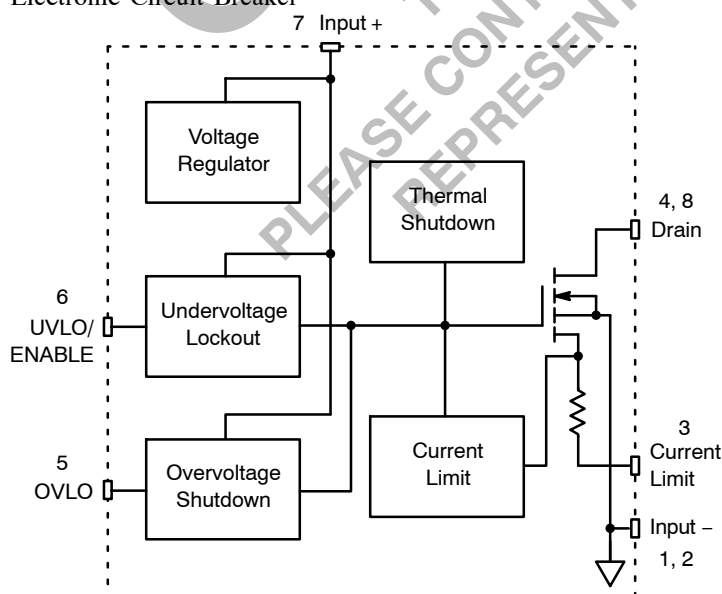 Electronic Circuit Breaker
7 Input +
Voltage
Regulator
Thermal
Shutdown
4, 8
Drain
6
UVLO/
ENABLE
Undervoltage
Lockout
5
OVLO
Overvoltage
Shutdown
Current
Limit
3
Current
Limit
Input −
1, 2
PLEASE CONT
REPRESENT